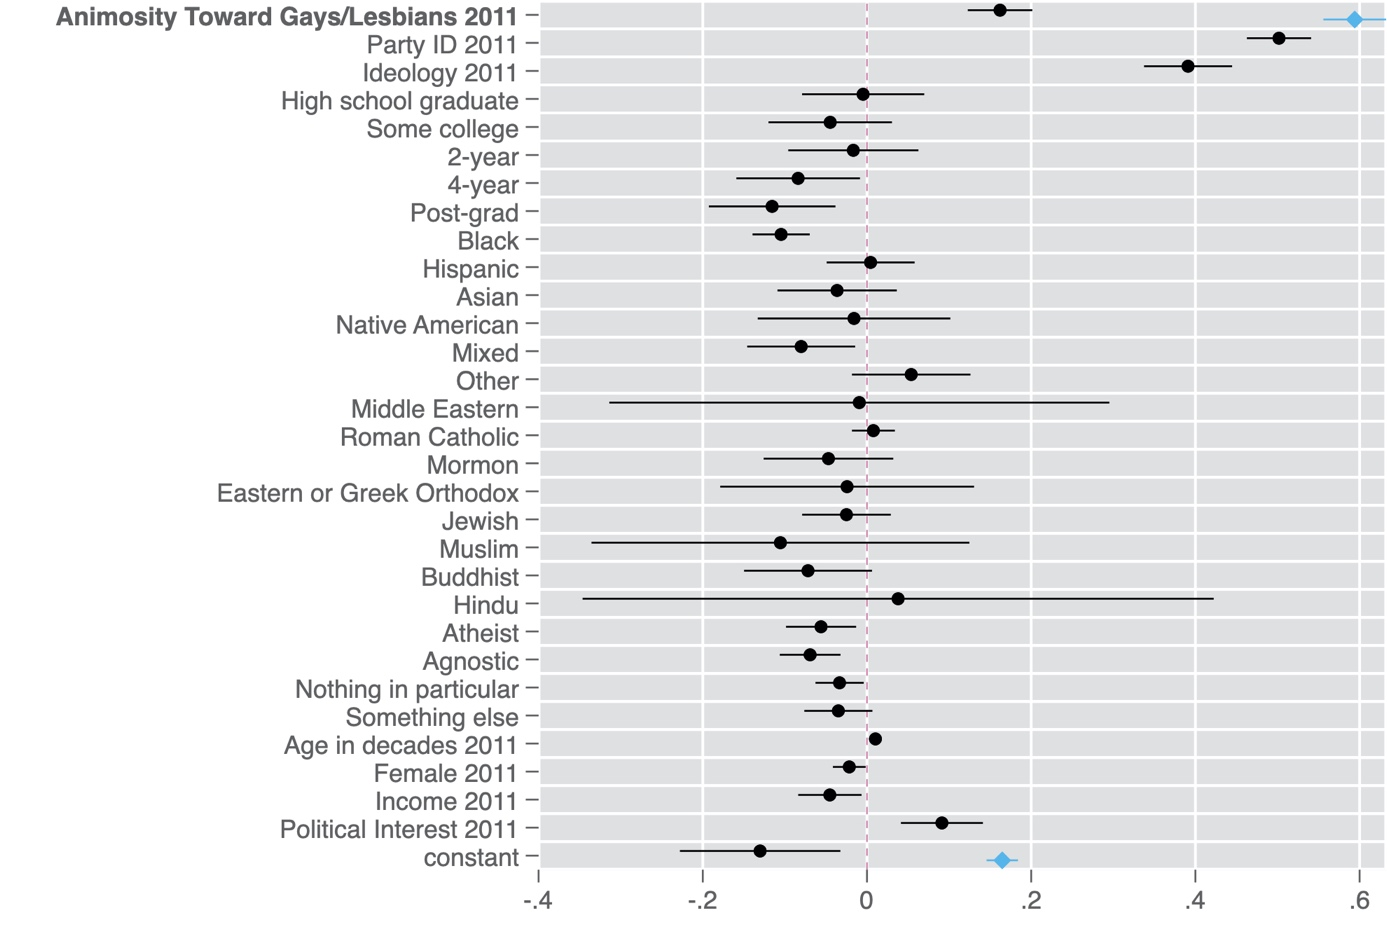 Animosity Toward Gays/Lesbians 2011
Party ID 2011
Ideology 2011
High school graduate
Some college
2-year
4-year
Post-grad
Black
Hispanic
Asian
Native American
Mixed
Other
Middle Eastern
Roman Catholic
Mormon
Eastern or Greek Orthodox
Jewish
Muslim
Buddhist
Hindu
Atheist
Agnostic
Nothing in particular
Something else
Age in decades 2011
Female 2011
Income 2011
Political Interest 2011
constant
-.4 -.2 0 .2 .4 .6